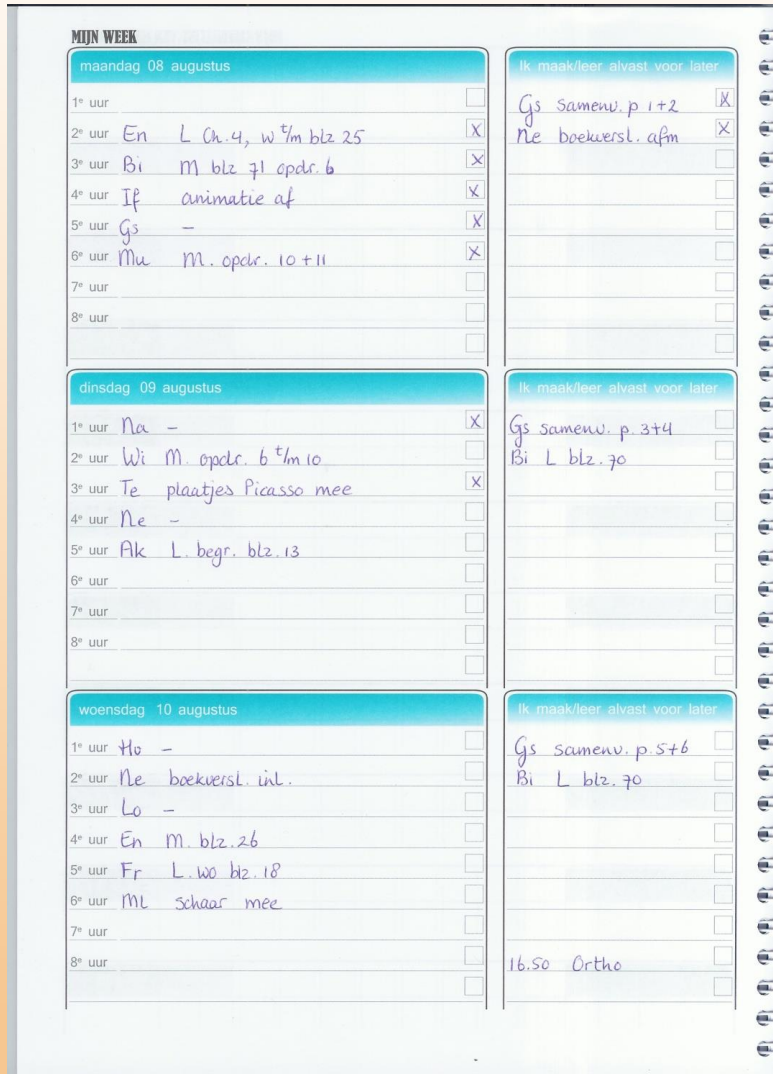 MIJN WEEK
maandag 08 augustus
1e uur
2e uur En L Ch. 4, w t/m blz 25 X
3e uur Bi M blz 71 opdr. 6 X
4e uur If animatie af X
5e uur Gs - X
6e uur Mu M. opdr. 10 + 11 X
7e uur
8e uur
Ik maak/leer alvast voor later
Gs samenv. p 1+2 X
Ne boekversl. afm X
dinsdag 09 augustus
1e uur Na - X
2e uur Wi M. opdr. 6 t/m 10
3e uur Te plaatjes Picasso mee X
4e uur Ne -
5e uur Ak L. begr. blz. 13
6e uur
7e uur
8e uur
Ik maak/leer alvast voor later
Gs samenv. p. 3+4
Bi L blz. 70
woensdag 10 augustus
1e uur Ho -
2e uur Ne boekversl. inl.
3e uur Lo -
4e uur En M. blz. 26
5e uur Fr L. wo blz. 18
6e uur ML schaar mee
7e uur
8e uur
Ik maak/leer alvast voor later
Gs samenv. p. 5+6
Bi L blz. 70
16.50 Ortho